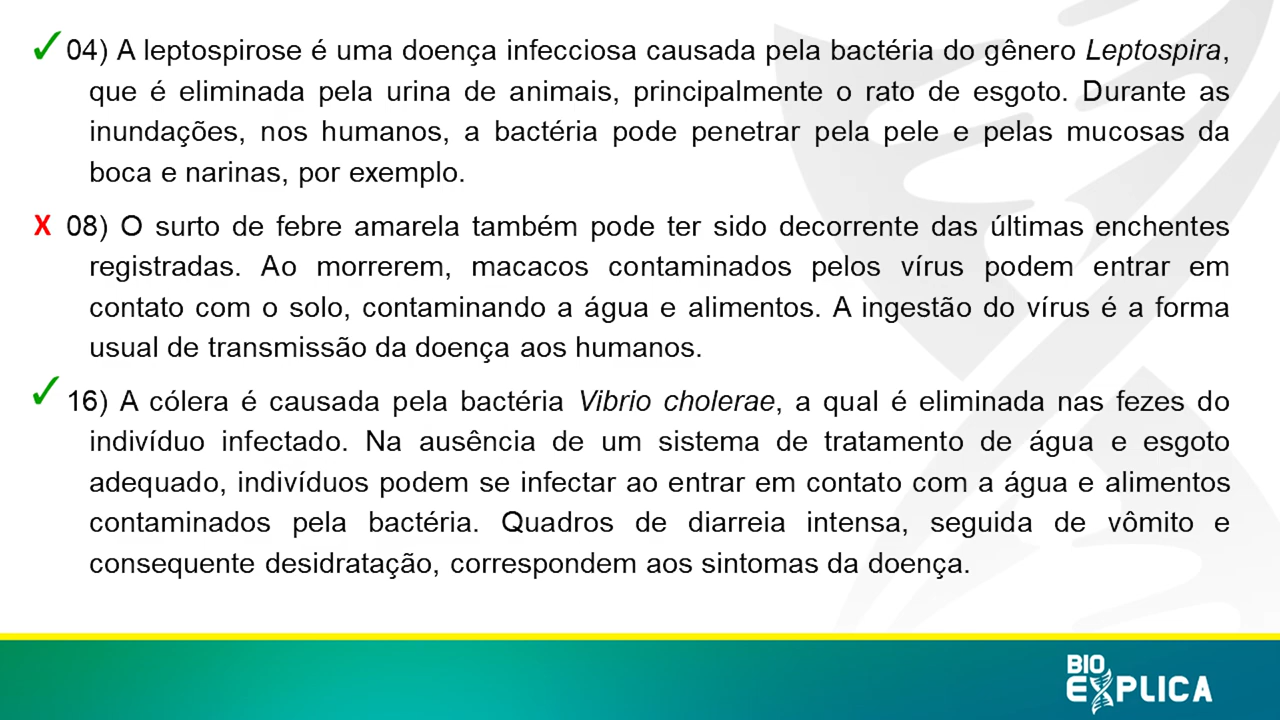 ✓ 04) A leptospirose é uma doença infecciosa causada pela bactéria do gênero Leptospira,
que é eliminada pela urina de animais, principalmente o rato de esgoto. Durante as
inundações, nos humanos, a bactéria pode penetrar pela pele e pelas mucosas da
boca e narinas, por exemplo.
X 08) O surto de febre amarela também pode ter sido decorrente das últimas enchentes
registradas. Ao morrerem, macacos contaminados pelos vírus podem entrar em
contato com o solo, contaminando a água e alimentos. A ingestão do vírus é a forma
usual de transmissão da doença aos humanos.
✓ 16) A cólera é causada pela bactéria Vibrio cholerae, a qual é eliminada nas fezes do
indivíduo infectado. Na ausência de um sistema de tratamento de água e esgoto
adequado, indivíduos podem se infectar ao entrar em contato com a água e alimentos
contaminados pela bactéria. Quadros de diarreia intensa, seguida de vômito e
consequente desidratação, correspondem aos sintomas da doença.
BIO
EXPLICA